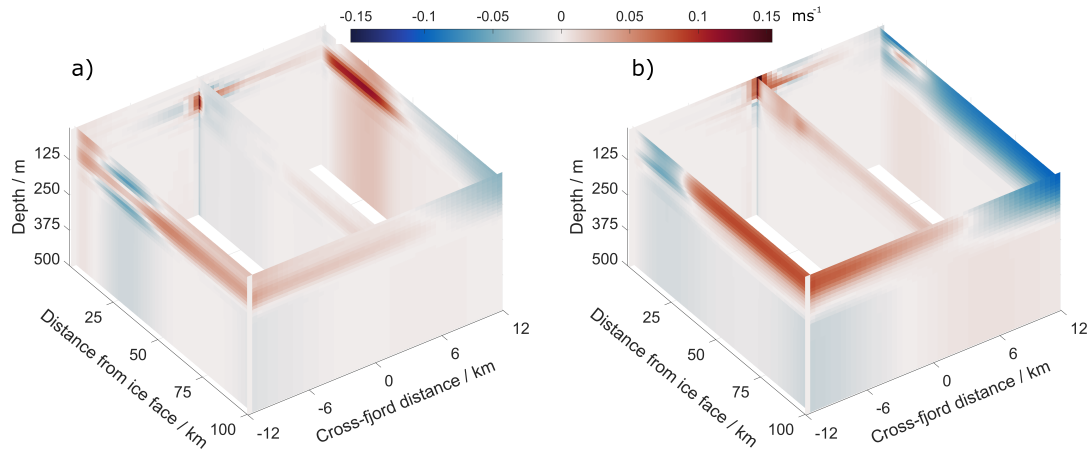 -0.15 -0.1 -0.05 0 0.05 0.1 0.15 ms-1
a)
b)
Depth / m
125
250
375
500
25
50
75
100
Distance from ice face / km
-12
-6
0
6
12
Cross-fjord distance / km
Depth / m
125
250
375
500
25
50
75
100
Distance from ice face / km
-12
-6
0
6
12
Cross-fjord distance / km